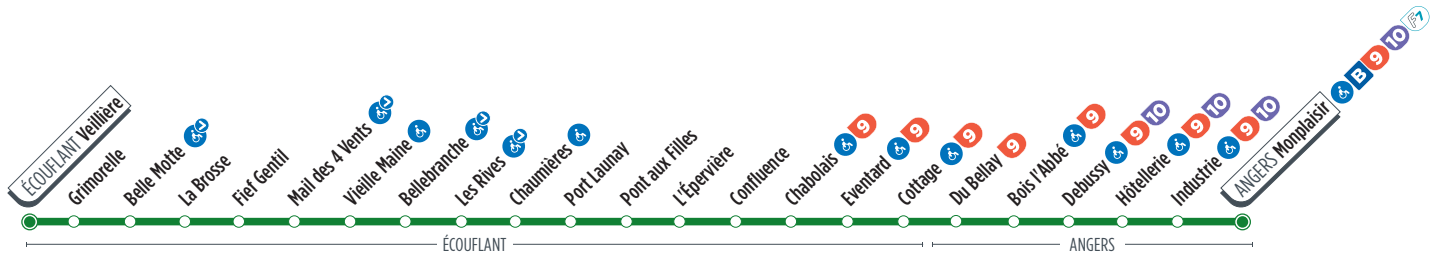 ÉCOUFLANT Veillière
Grimorelle
Belle Motte
La Brosse
Fief Gentil
Mail des 4 Vents
Vieille Maine
Bellebranche
Les Rives
Chaumières
Port Launay
Pont aux Filles
L'Épervière
Confluence
Chabolais 9
Eventard 9
Cottage 9
Du Bellay 9
Bois l'Abbé 9
Debussy 9 10
Hôtellerie 9 10
Industrie 9 10
ANGERS Monplaisir B 9 10 F7
ÉCOUFLANT
ANGERS